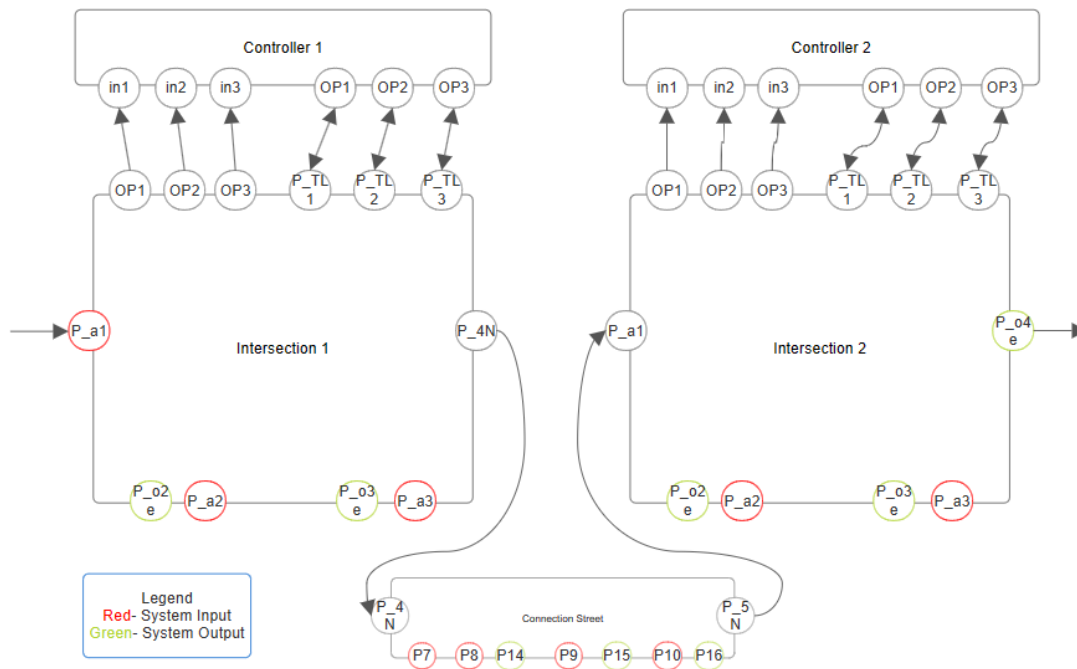 Controller 1
Controller 2
in1 in2 in3 OP1 OP2 OP3
in1 in2 in3 OP1 OP2 OP3
OP1 OP2 OP3 P_TL
1 P_TL
2 P_TL
3
OP1 OP2 OP3 P_TL
1 P_TL
2 P_TL
3
P_a1
Intersection 1
P_4N
P_a1
Intersection 2
P_o4
e
P_o2
e
P_a2
P_o3
e
P_a3
P_o2
e
P_a2
P_o3
e
P_a3
Legend
Red- System Input
Green- System Output
P_4
N
Connection Street
P_5
N
P7 P8 P14 P9 P15 P10 P16